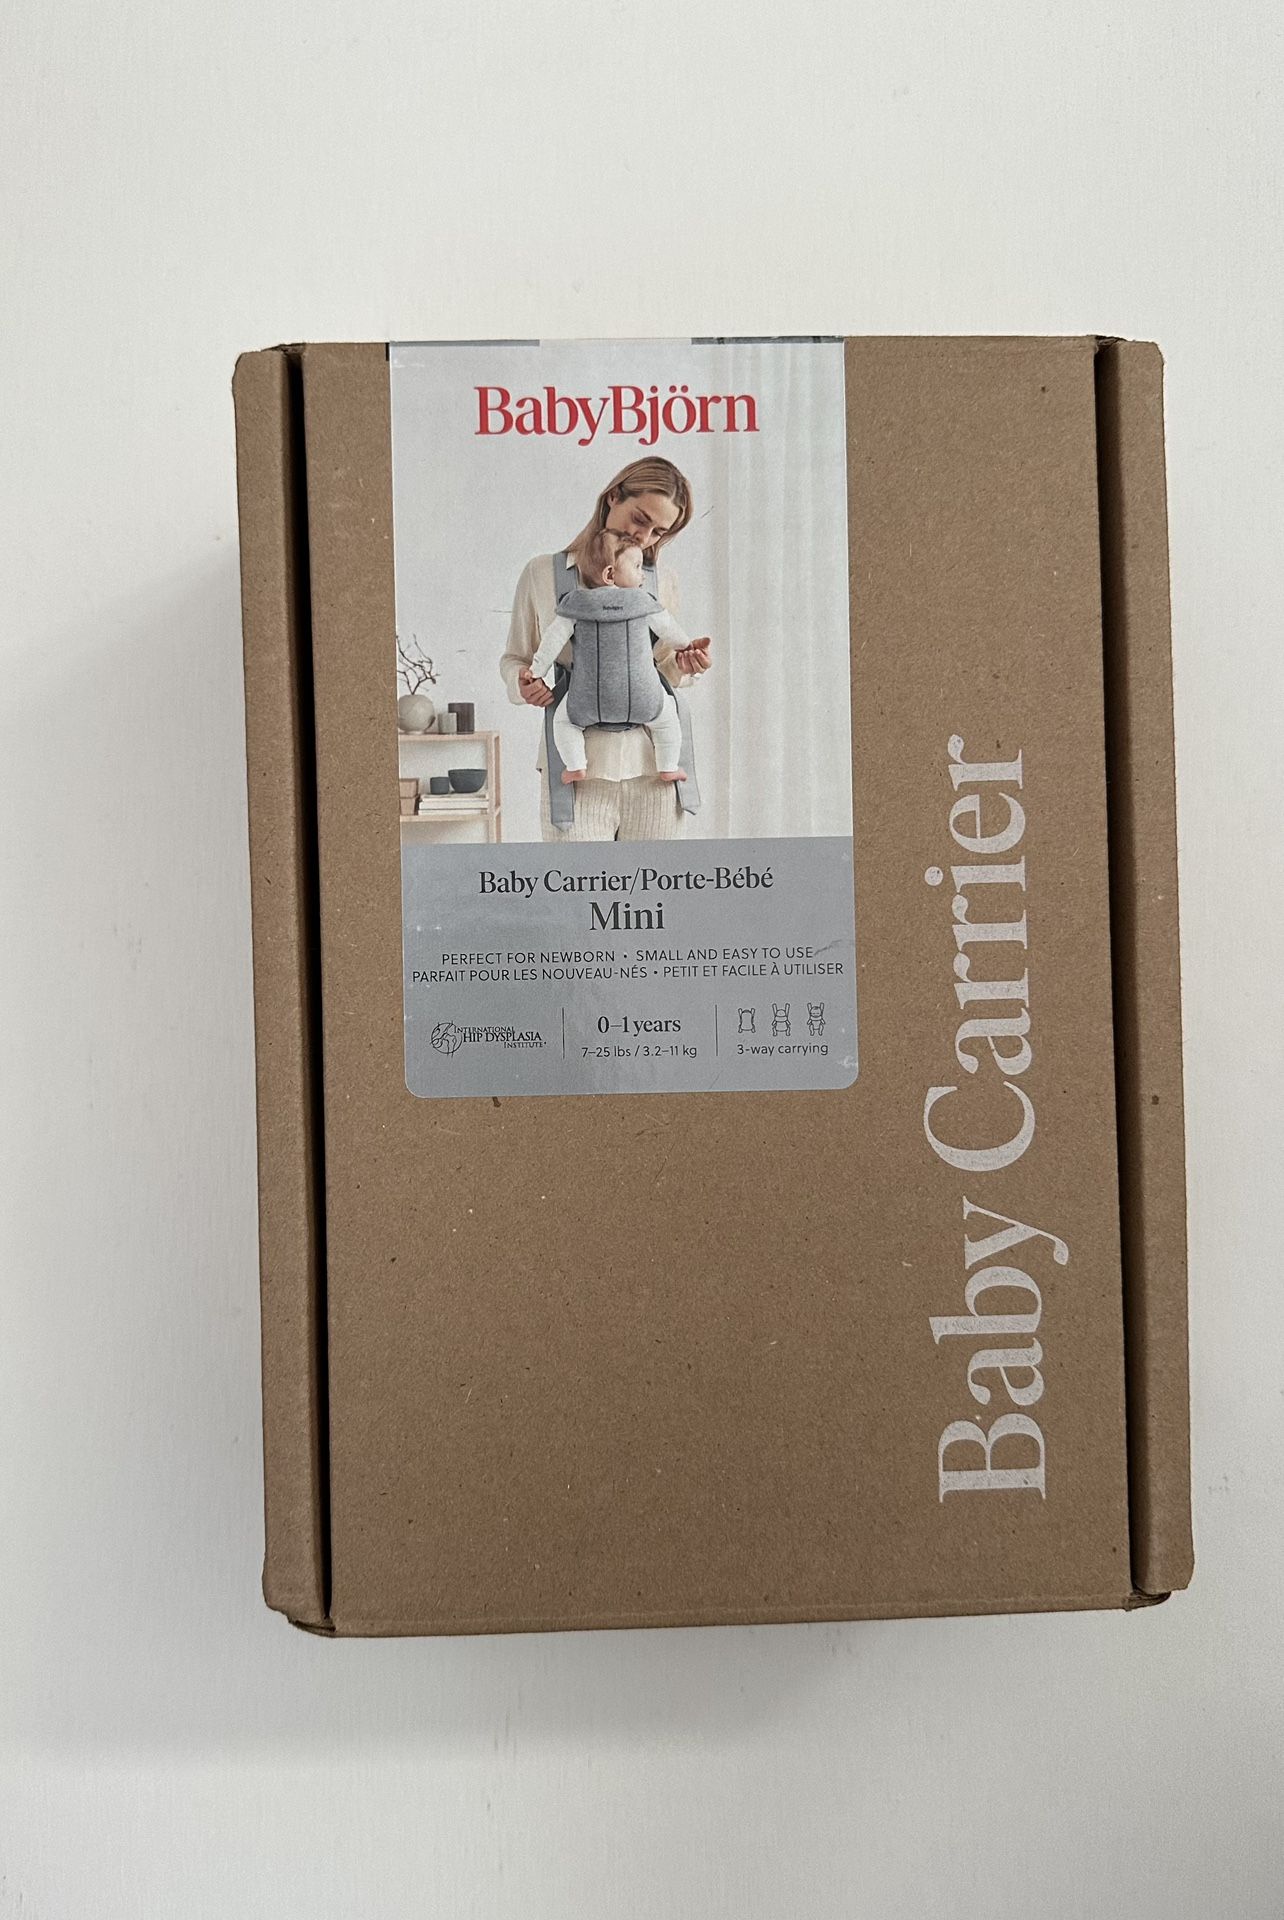 BabyBjörn
Baby Carrier/Porte-Bébé
Mini
PERFECT FOR NEWBORN • SMALL AND EASY TO USE
PARFAIT POUR LES NOUVEAU-NÉS • PETIT ET FACILE À UTILISER
INTERNATIONAL
HIP DYSPLASIA
INSTITUTE
0–1 years
7–25 lbs / 3.2–11 kg
3-way carrying
Baby Carrier